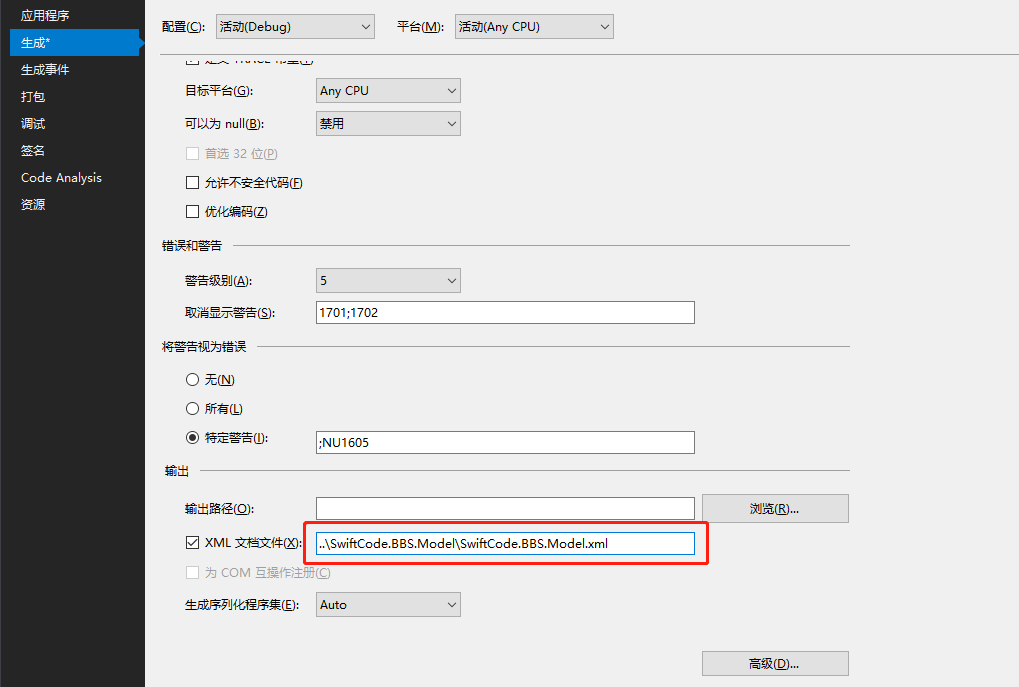 应用程序
生成*
生成事件
打包
调试
签名
Code Analysis
资源
配置(C): 活动(Debug) 平台(M): 活动(Any CPU)
目标平台(G): Any CPU
可以为 null(B): 禁用
首选 32 位(P)
允许不安全代码(F)
优化编码(Z)
错误和警告
警告级别(A): 5
取消显示警告(S): 1701;1702
将警告视为错误
无(N)
所有(L)
特定警告(I): ;NU1605
输出
输出路径(O): 浏览(R)...
XML 文档文件(X): ..\SwiftCode.BBS.Model\SwiftCode.BBS.Model.xml
为 COM 互操作注册(C)
生成序列化程序集(E): Auto
高级(D)...